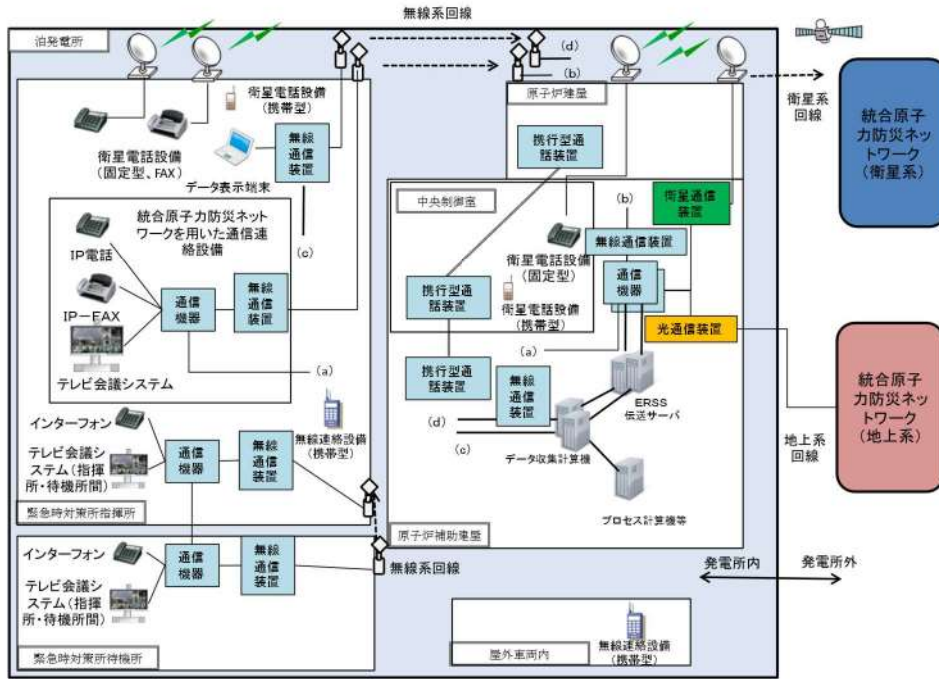 無線系回線
泊発電所
衛星電話設備
(携帯型)
衛星電話設備
(固定型、FAX)
データ表示端末
無線
通信
装置
(c)
統合原子力防災ネット
ワークを用いた通信連
絡設備
IP電話
IP－FAX
テレビ会議システム
通信
機器
無線
通信
装置
(a)
インターフォン
テレビ会議シ
ステム(指揮
所・待機所間)
通信
機器
無線
通信
装置
無線連絡設備
(携帯型)
緊急時対策所指揮所
インターフォン
テレビ会議シ
ステム(指揮
所・待機所間)
通信
機器
無線
通信
装置
無線系回線
緊急時対策所待機所
(d)
(b)
原子炉建屋
携行型通
話装置
中央制御室
(b)
衛星通信
装置
無線通信装置
衛星電話設備
(固定型)
通信
機器
携行型通
話装置
衛星電話設備
(携帯型)
光通信装置
(a)
携行型通
話装置
無線
通信
装置
ERSS
伝送サーバ
(d)
(c)
データ収集計算機
プロセス計算機等
原子炉補助建屋
発電所内
発電所外
無線連絡設備
(携帯型)
屋外車両内
衛星系
回線
統合原子
力防災ネッ
トワーク
(衛星系)
統合原子
力防災ネッ
トワーク
(地上系)
地上系
回線